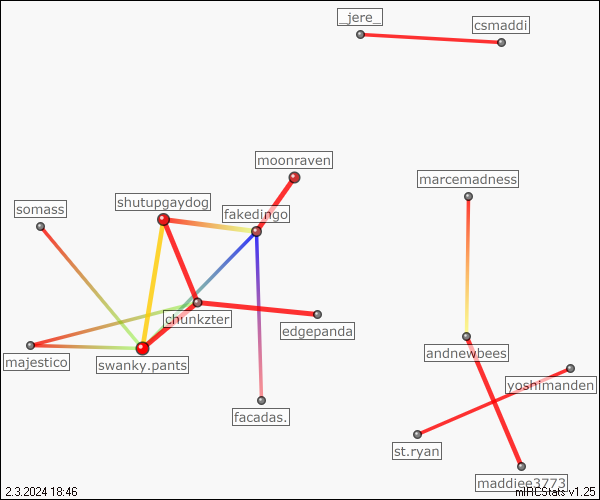 _jere_
csmaddi
moonraven
marcemadness
shutupgaydog
somass
fakedingo
chunkzter
edgepanda
andnewbees
majestico
swanky.pants
yoshimanden
facadas.
st.ryan
maddiee3773
2.3.2024 18:46
mIRCStats v1.25